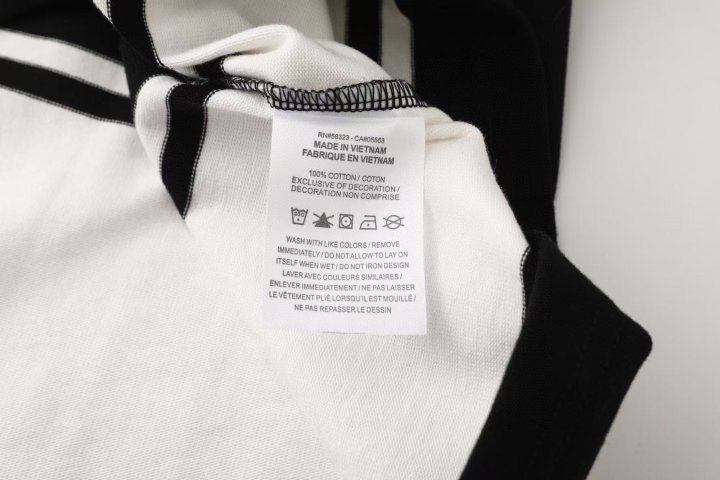 RN#56323 - CA#05553
MADE IN VIETNAM
FABRIQUE EN VIETNAM
100% COTTON / COTON
EXCLUSIVE OF DECORATION /
DECORATION NON COMPRISE
WASH WITH LIKE COLORS / REMOVE
IMMEDIATELY / DO NOT ALLOW TO LAY ON
ITSELF WHEN WET / DO NOT IRON DESIGN
LAVER AVEC COULEURS SIMILAIRES /
ENLEVER IMMEDIATEMENT / NE PAS LAISSER
LE VÊTEMENT PLIÉ LORSQU'IL EST MOUILLÉ /
NE PAS REPASSER LE DESSIN